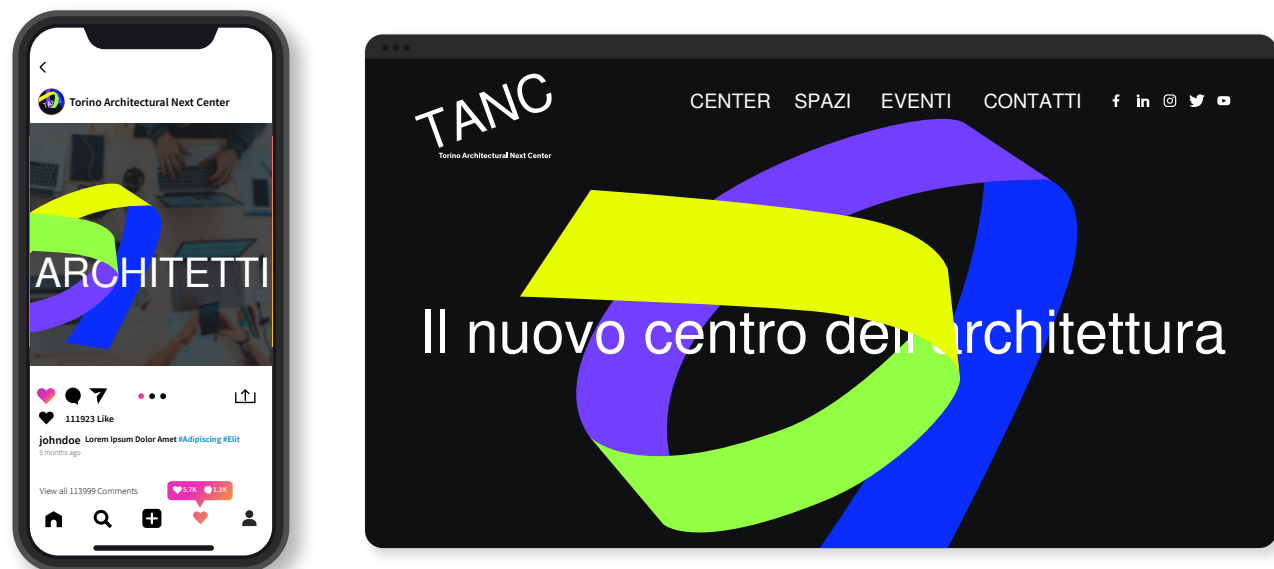 Torino Architectural Next Center
ARCHITETTI
111923 Like
johndoe Lorem Ipsum Dolor Amet #Adipiscing #Elit
5 months ago
View all 113999 Comments
5.7K 1.2K
TANC
Torino Architectural Next Center
CENTER SPAZI EVENTI CONTATTI
Il nuovo centro dell'architettura